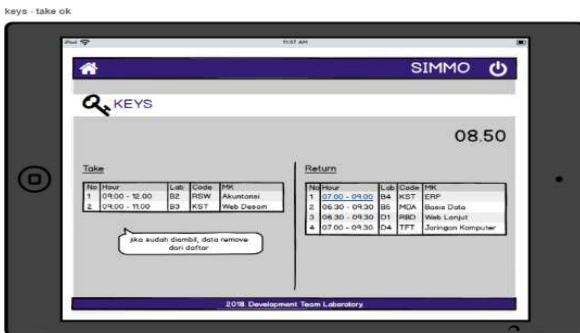 keys - take ok
iPad
11:57 AM
SIMMO
KEYS
08.50
Take
No Hour Lab Code MK
1 09.00 - 12.00 B2 RSW Akuntansi
2 09.00 - 11.00 B3 KST Web Desain
jika sudah diambil, data remove
dari daftar
Return
No Hour Lab Code MK
1 07.00 - 09.00 B4 KST ERP
2 06.30 - 09.30 B5 MDA Basis Data
3 08.30 - 09.30 D1 RBD Web Lanjut
4 07.00 - 09.30 D4 TFT Jaringan Komputer
2018. Development Team Laboratory